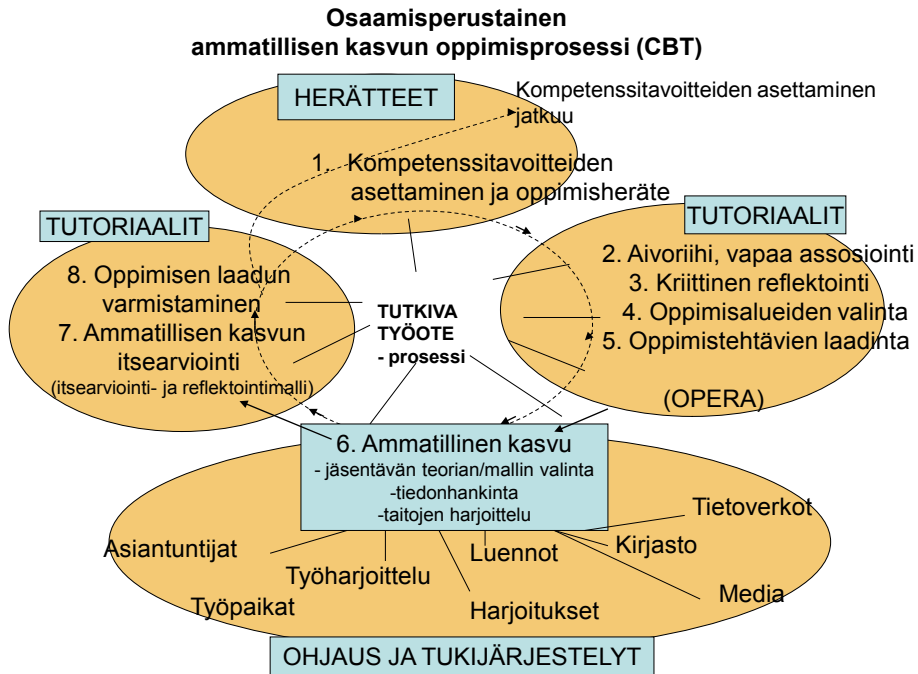 Osaamisperustainen
ammatillisen kasvun oppimisprosessi (CBT)
HERÄTTEET
Kompetenssitavoitteiden asettaminen
jatkuu
1. Kompetenssitavoitteiden
asettaminen ja oppimisheräte
TUTORIAALIT
8. Oppimisen laadun
varmistaminen
7. Ammatillisen kasvun
itsearviointi
(itsearviointi- ja reflektointimalli)
TUTKIVA
TYÖOTE
- prosessi
TUTORIAALIT
2. Aivoriihi, vapaa assosiointi
3. Kriittinen reflektointi
4. Oppimisalueiden valinta
5. Oppimistehtävien laadinta
(OPERA)
6. Ammatillinen kasvu
- jäsentävän teorian/mallin valinta
-tiedonhankinta
-taitojen harjoittelu
Asiantuntijat
Työharjoittelu
Työpaikat
Luennot
Harjoitukset
Tietoverkot
Kirjasto
Media
OHJAUS JA TUKIJÄRJESTELYT